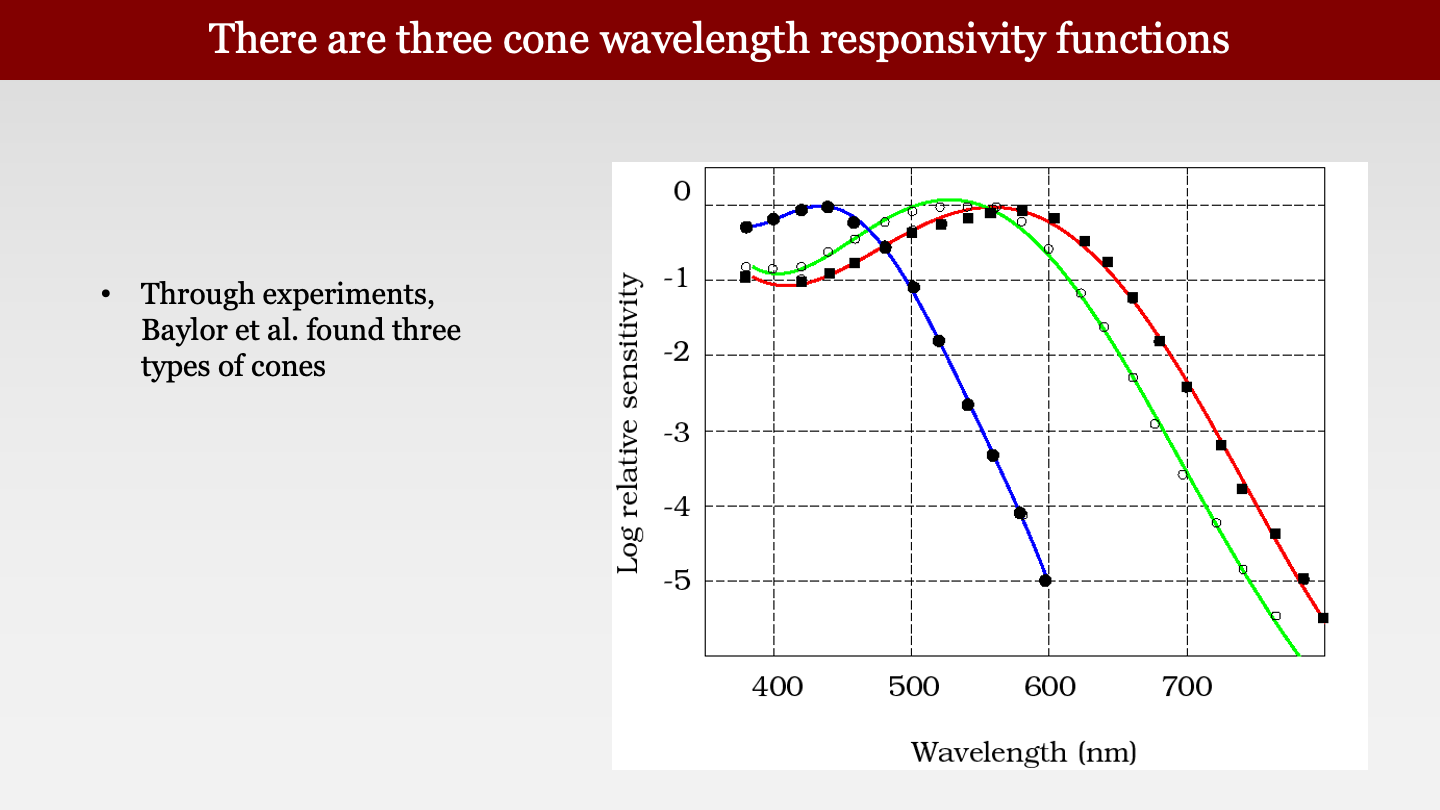 There are three cone wavelength responsivity functions
• Through experiments,
Baylor et al. found three
types of cones
Log relative sensitivity
0
-1
-2
-3
-4
-5
400 500 600 700
Wavelength (nm)